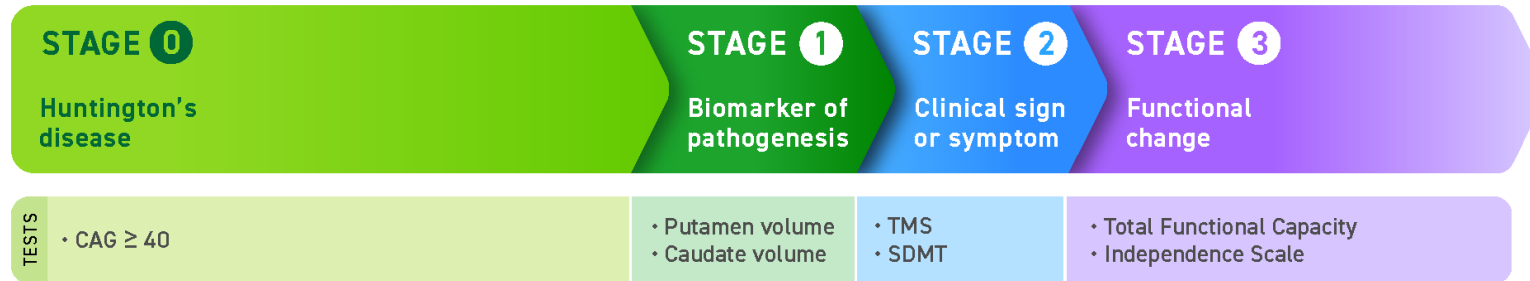 STAGE 0
Huntington's
disease
STAGE 1
Biomarker of
pathogenesis
STAGE 2
Clinical sign
or symptom
STAGE 3
Functional
change
TESTS
• CAG ≥ 40
• Putamen volume
• Caudate volume
• TMS
• SDMT
• Total Functional Capacity
• Independence Scale